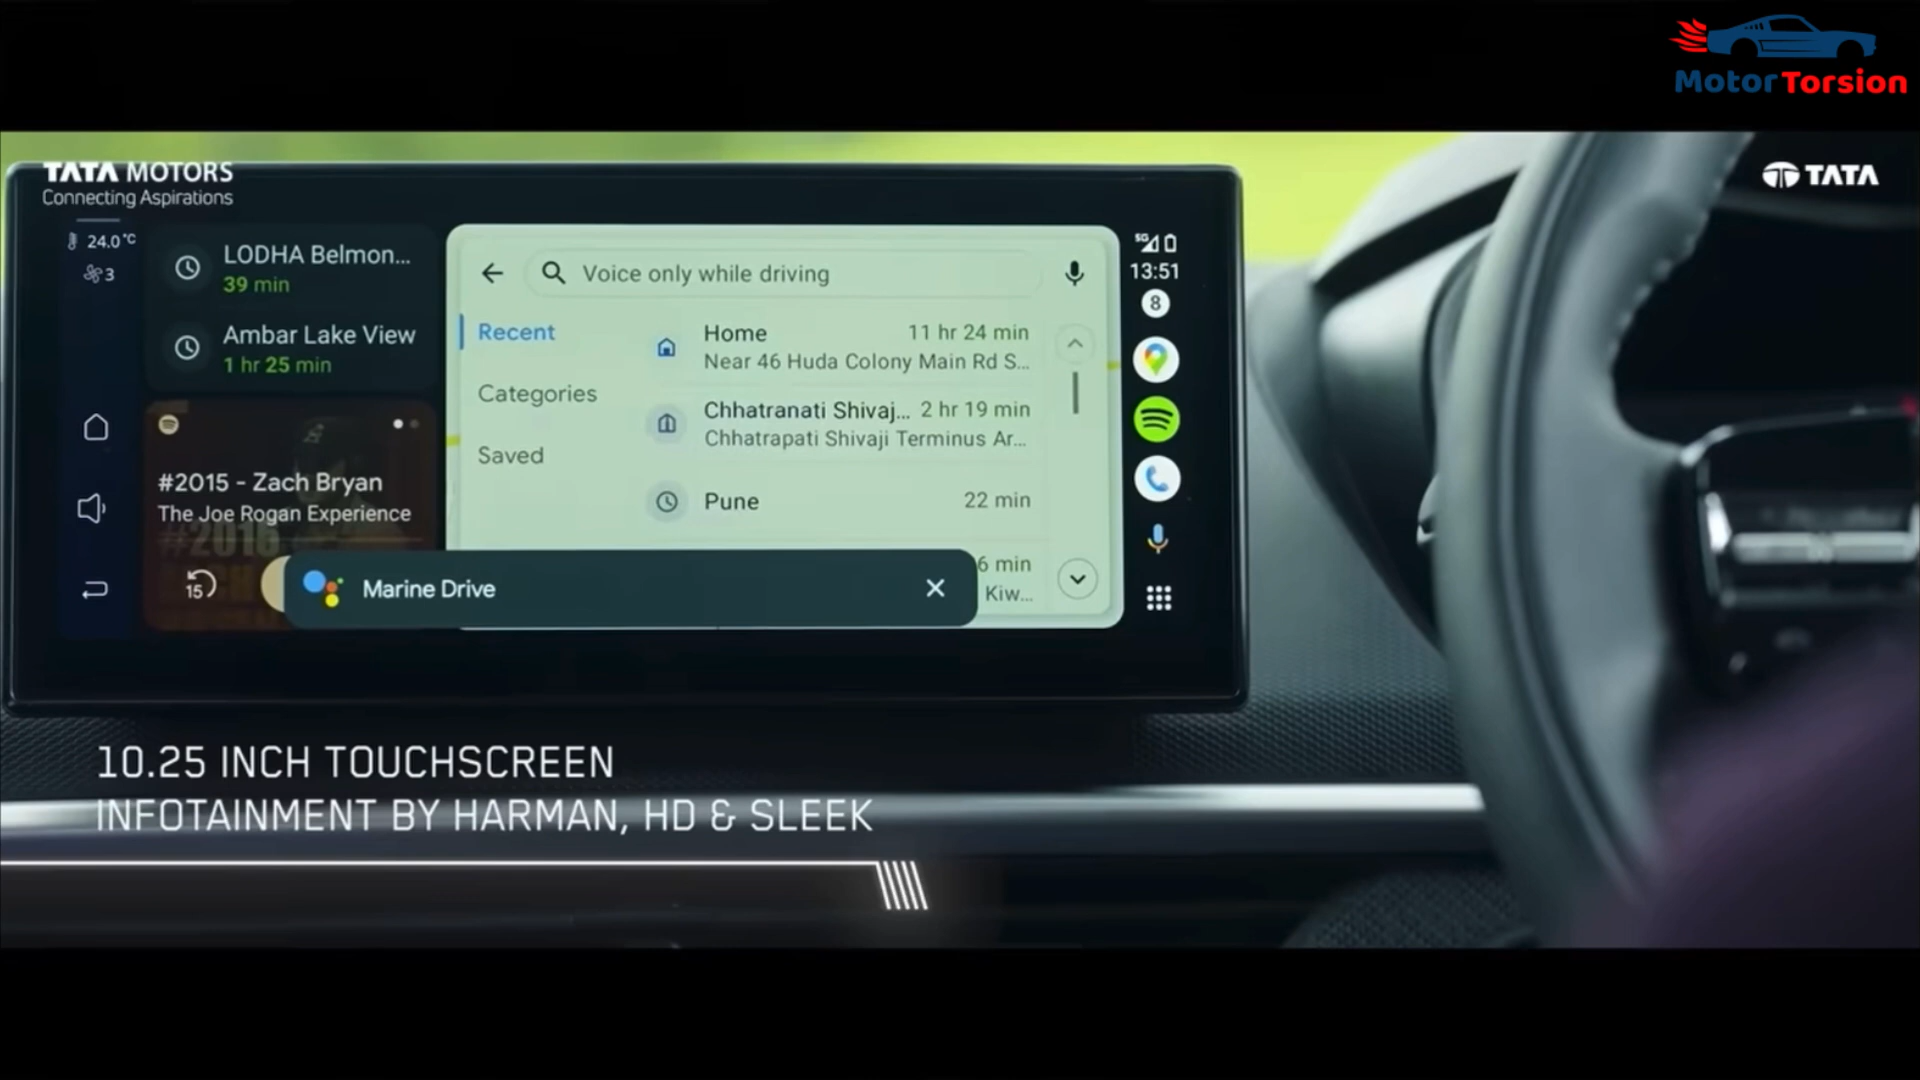 MotorTorsion
TATA MOTORS
Connecting Aspirations
TATA
24.0°C
3
LODHA Belmon...
39 min
Ambar Lake View
1 hr 25 min
#2015 - Zach Bryan
The Joe Rogan Experience
#2015
15
Voice only while driving
Recent
Categories
Saved
Home 11 hr 24 min
Near 46 Huda Colony Main Rd S...
Chhatranati Shivaj... 2 hr 19 min
Chhatrapati Shivaji Terminus Ar...
Pune 22 min
6 min
Kiw...
Marine Drive
5G
13:51
8
10.25 INCH TOUCHSCREEN
INFOTAINMENT BY HARMAN, HD & SLEEK